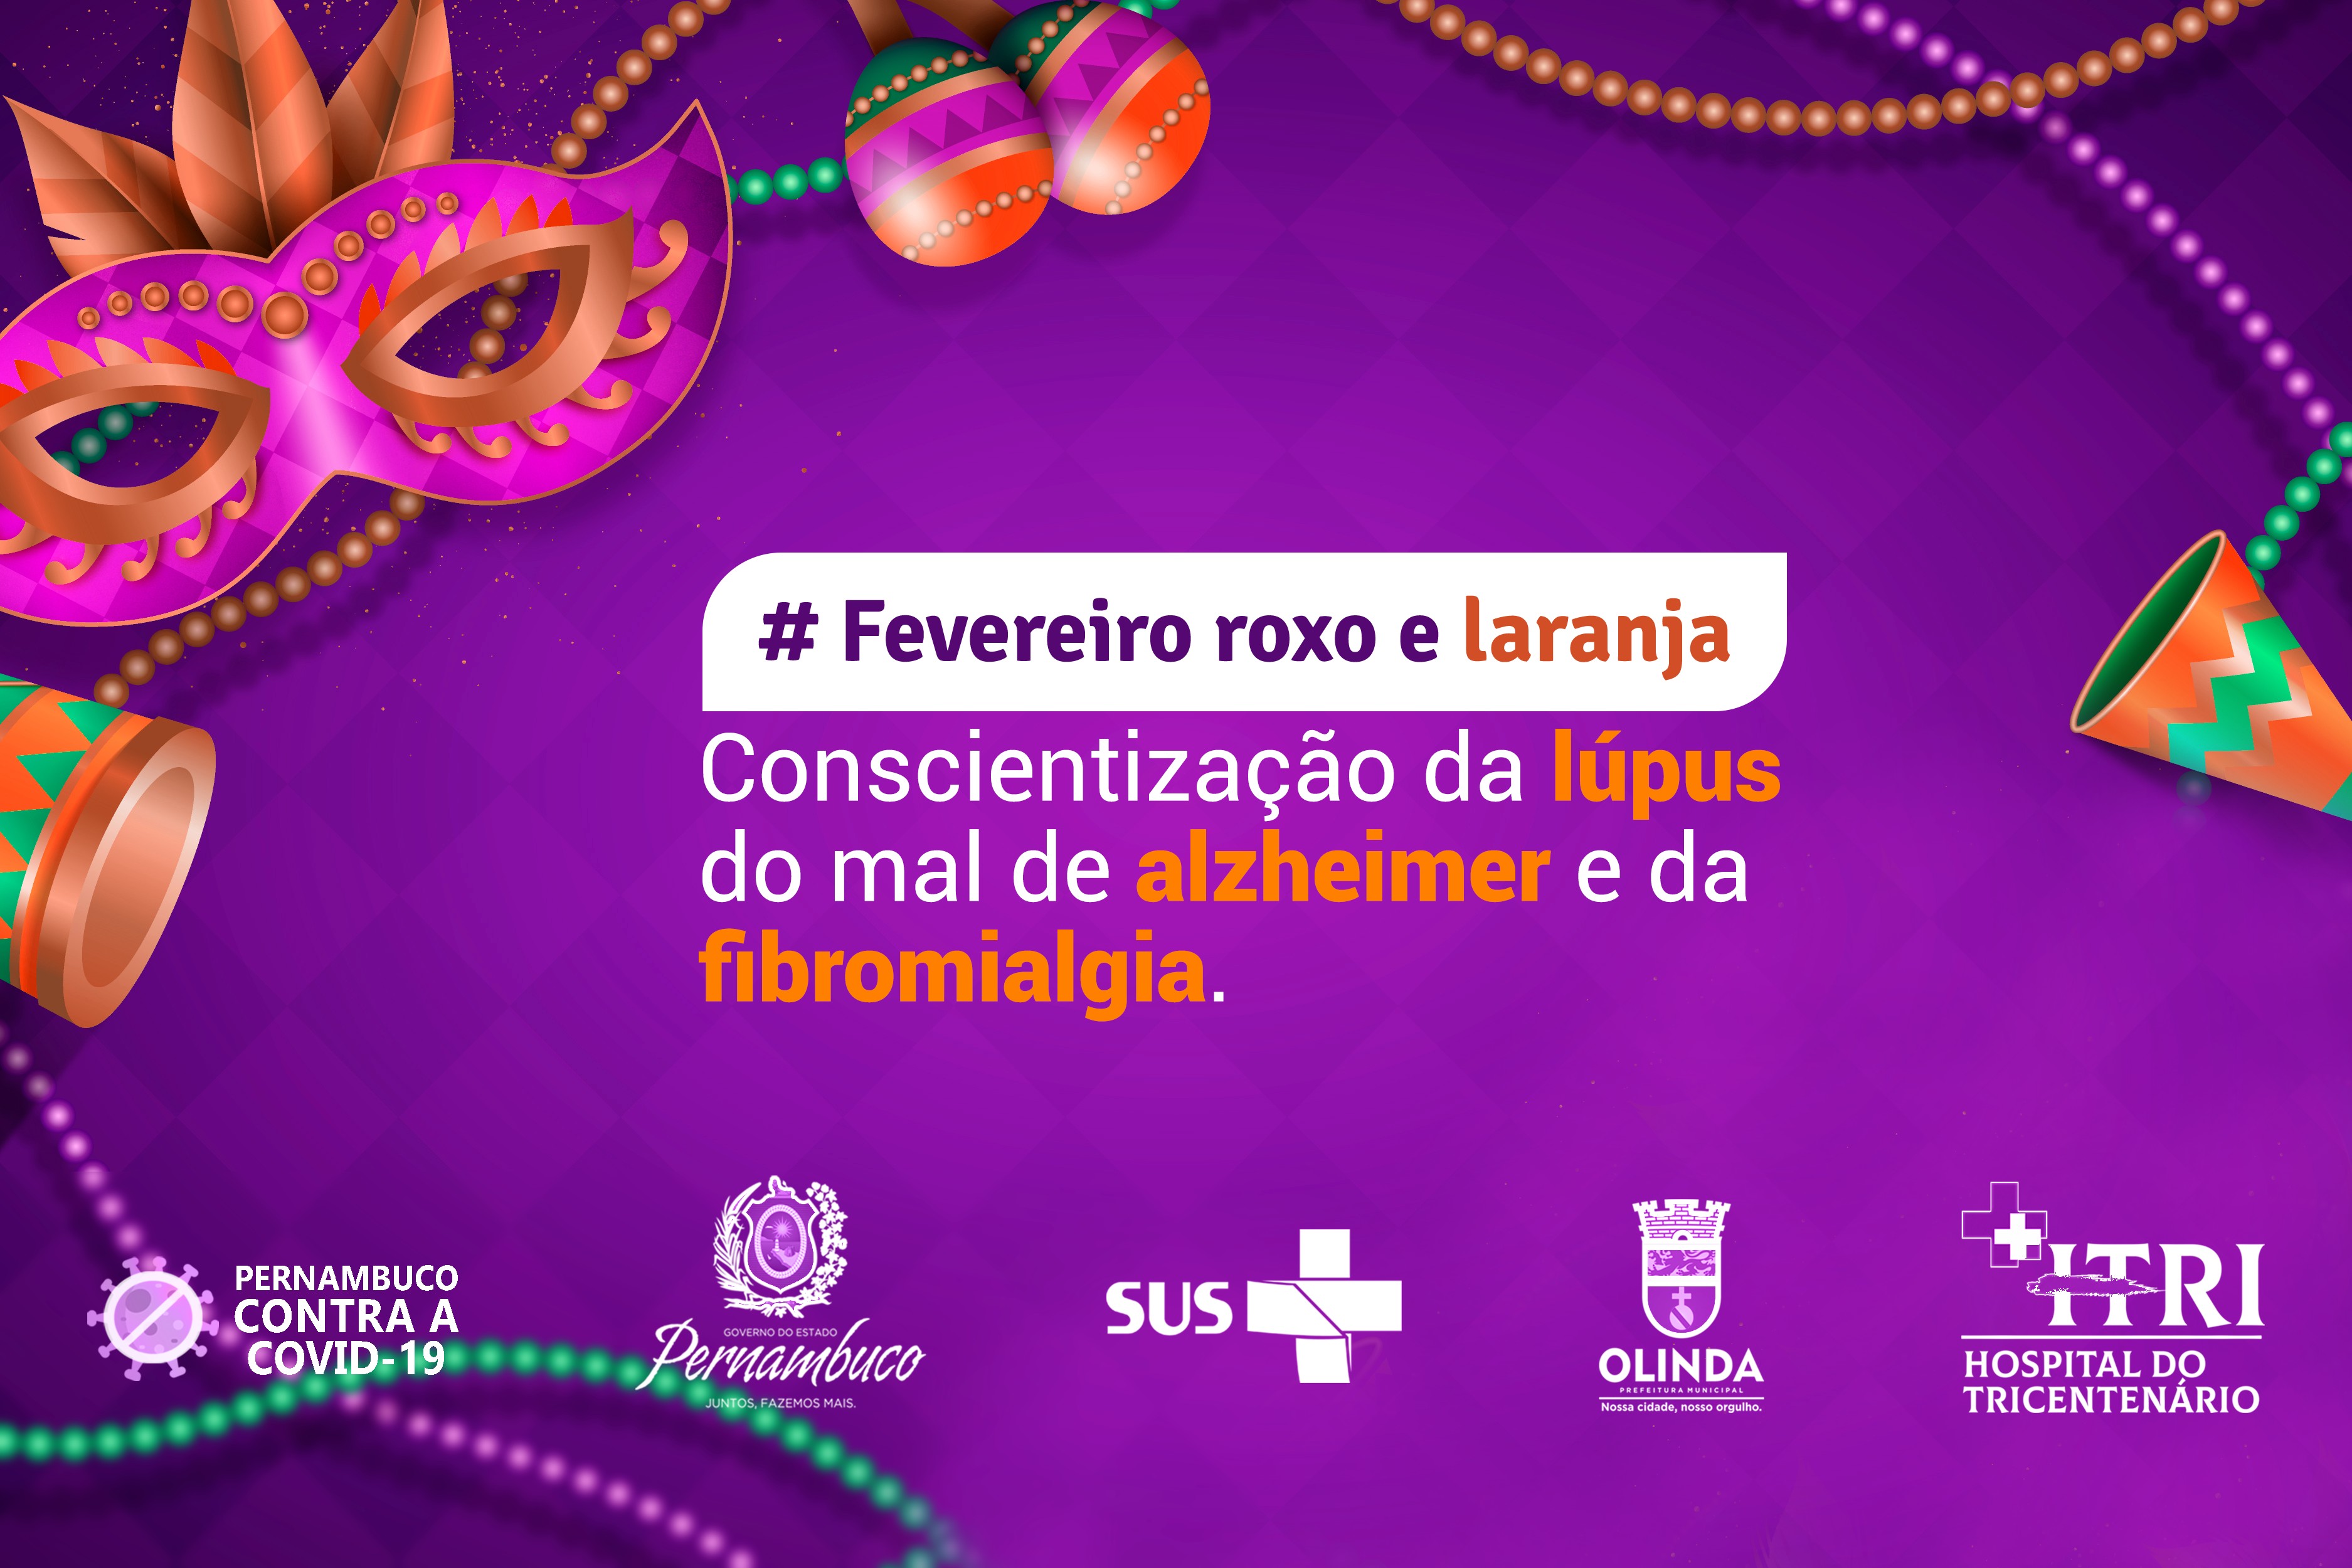 # Fevereiro roxo e laranja
Conscientização da lúpus
do mal de alzheimer e da
fibromialgia.
PERNAMBUCO
CONTRA A
COVID-19
GOVERNO DO ESTADO
Pernambuco
JUNTOS, FAZEMOS MAIS.
SUS
OLINDA
PREFEITURA MUNICIPAL
Nossa cidade, nosso orgulho.
ITRI
HOSPITAL DO
TRICENTENÁRIO